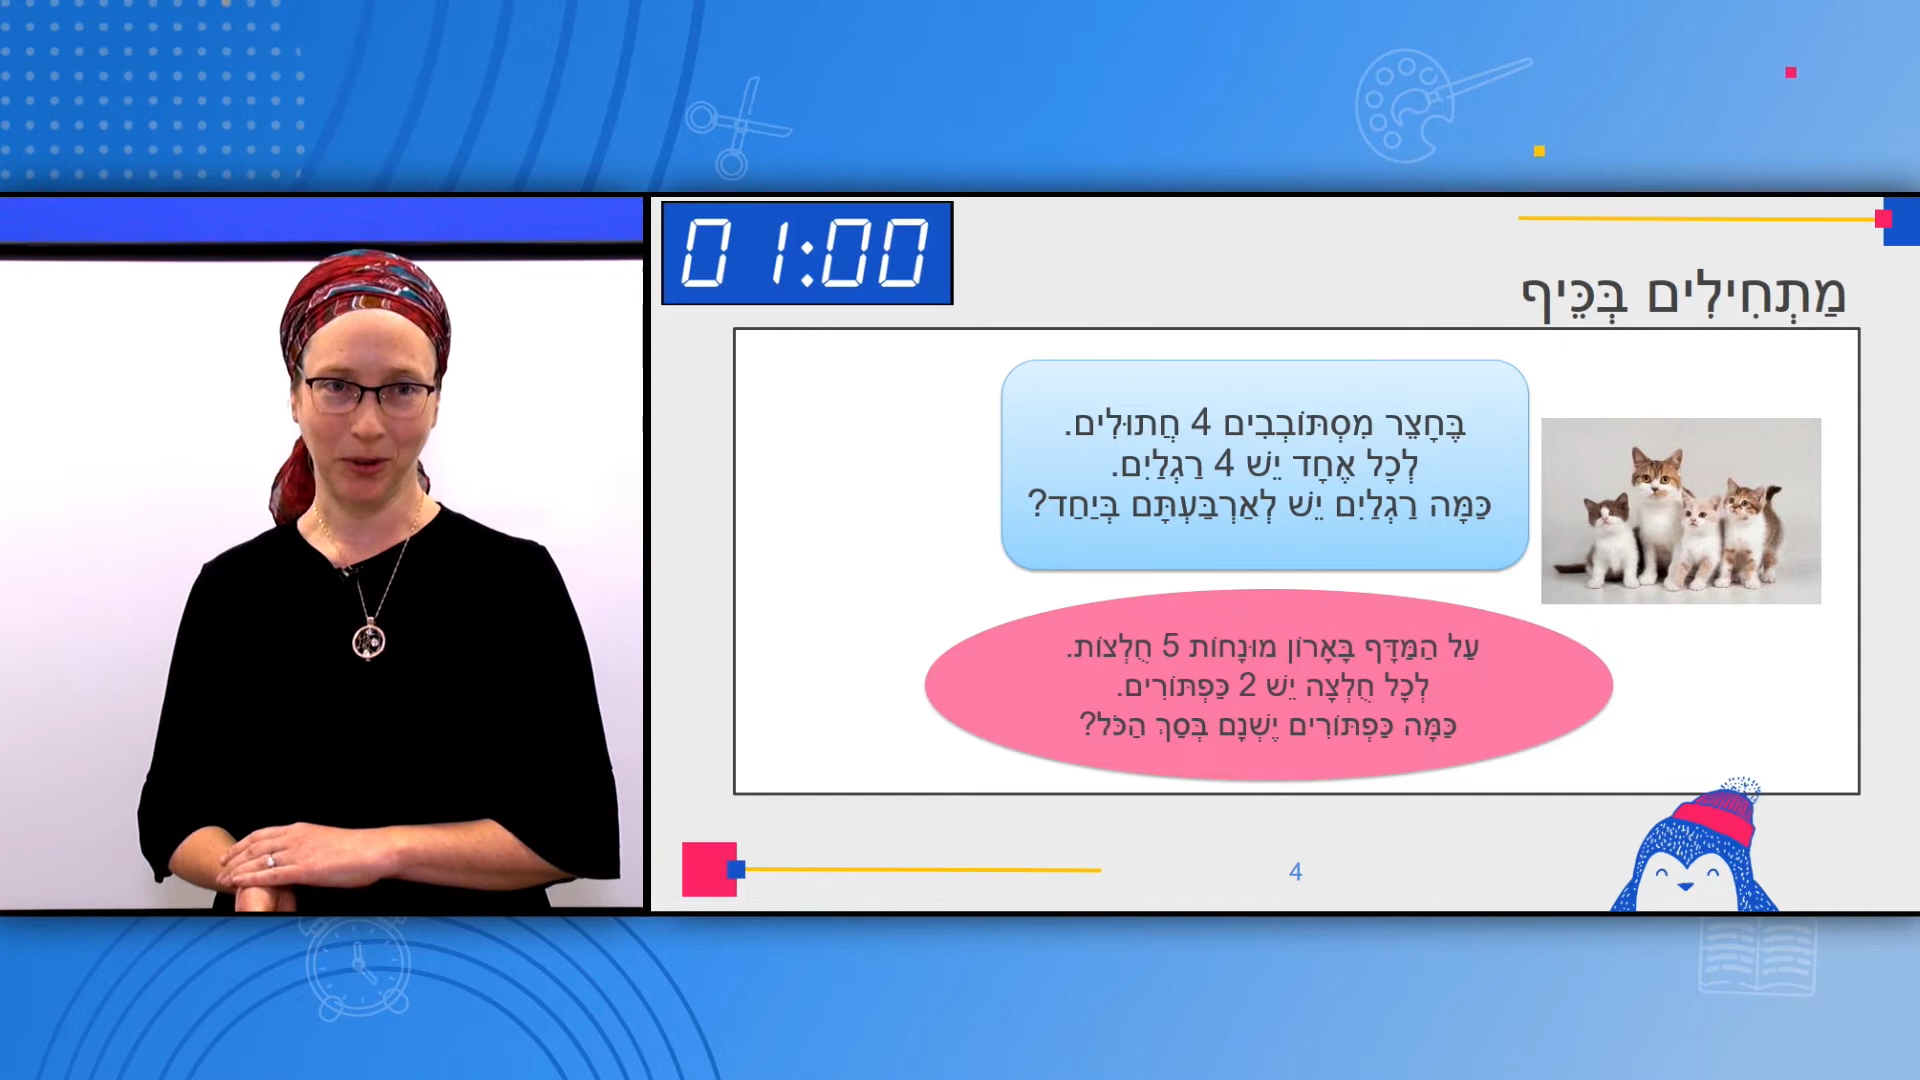 01:00
מַתְחִילִים בְּכֵּיף
בֶּחָצֵר מִסְתּוֹבְבִים 4 חֲתוּלִים.
לְכָל אֶחָד יֵשׁ 4 רַגְלַיִם.
כַּמָּה רַגְלַיִם יֵשׁ לְאַרְבַּעְתָּם בְּיַחַד?
עַל הַמַּדָּף בָּאָרוֹן מוּנָחוֹת 5 חֻלְצוֹת.
לְכָל חֻלְצָה יֵשׁ 2 כַּפְתּוֹרִים.
כַּמָּה כַּפְתּוֹרִים יֶשְׁנָם בְּסַךְ הַכֹּל?
4